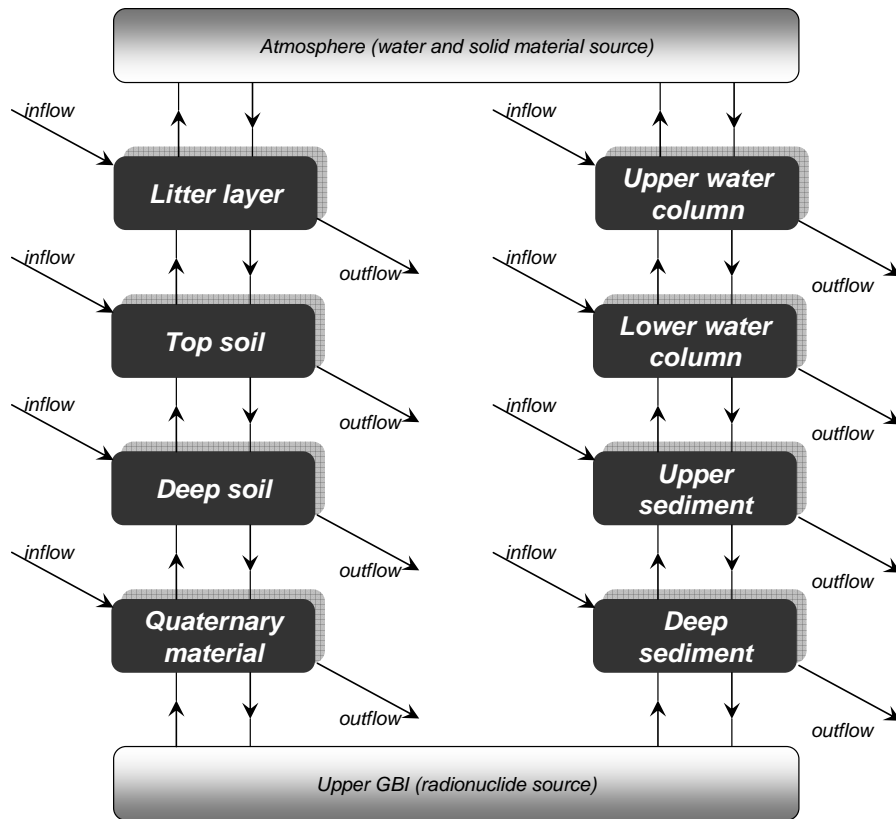 Atmosphere (water and solid material source)
inflow
inflow
Litter layer
Upper water
column
inflow
outflow
inflow
outflow
Top soil
Lower water
column
inflow
outflow
inflow
outflow
Deep soil
Upper
sediment
inflow
outflow
inflow
outflow
Quaternary
material
Deep
sediment
outflow
outflow
Upper GBI (radionuclide source)